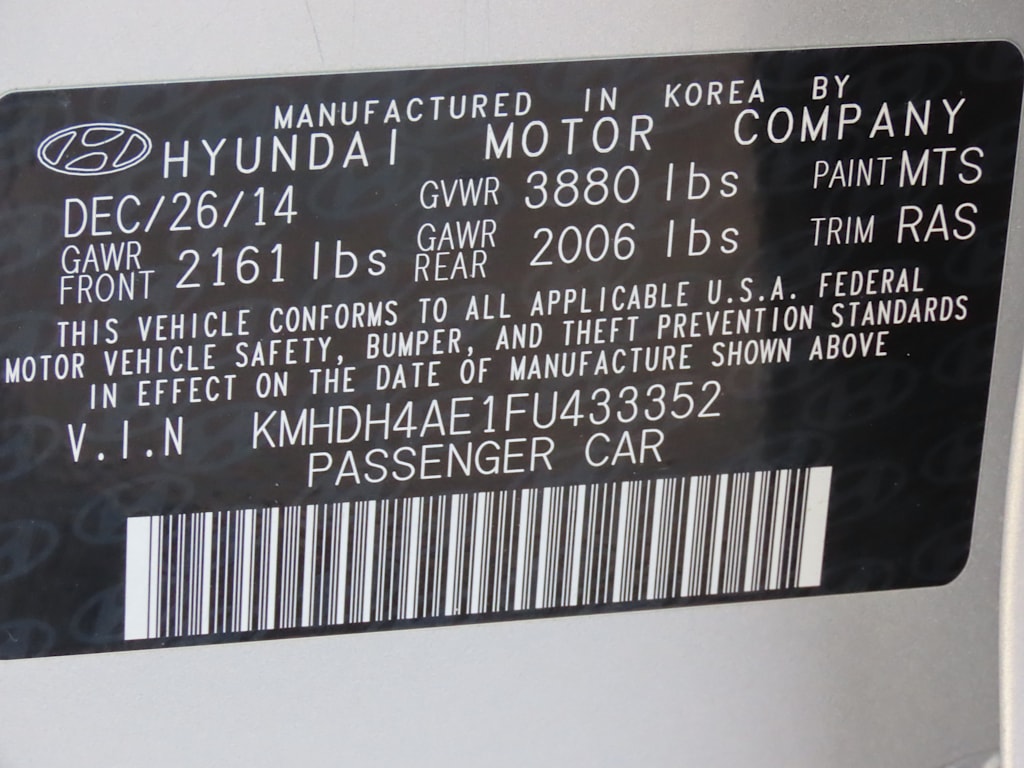 MANUFACTURED IN KOREA BY
HYUNDAI MOTOR COMPANY
DEC/26/14 GVWR 3880 lbs PAINT MTS
GAWR FRONT 2161 lbs GAWR REAR 2006 lbs TRIM RAS
THIS VEHICLE CONFORMS TO ALL APPLICABLE U.S.A. FEDERAL
MOTOR VEHICLE SAFETY, BUMPER, AND THEFT PREVENTION STANDARDS
IN EFFECT ON THE DATE OF MANUFACTURE SHOWN ABOVE
V.I.N KMHDH4AE1FU433352
PASSENGER CAR